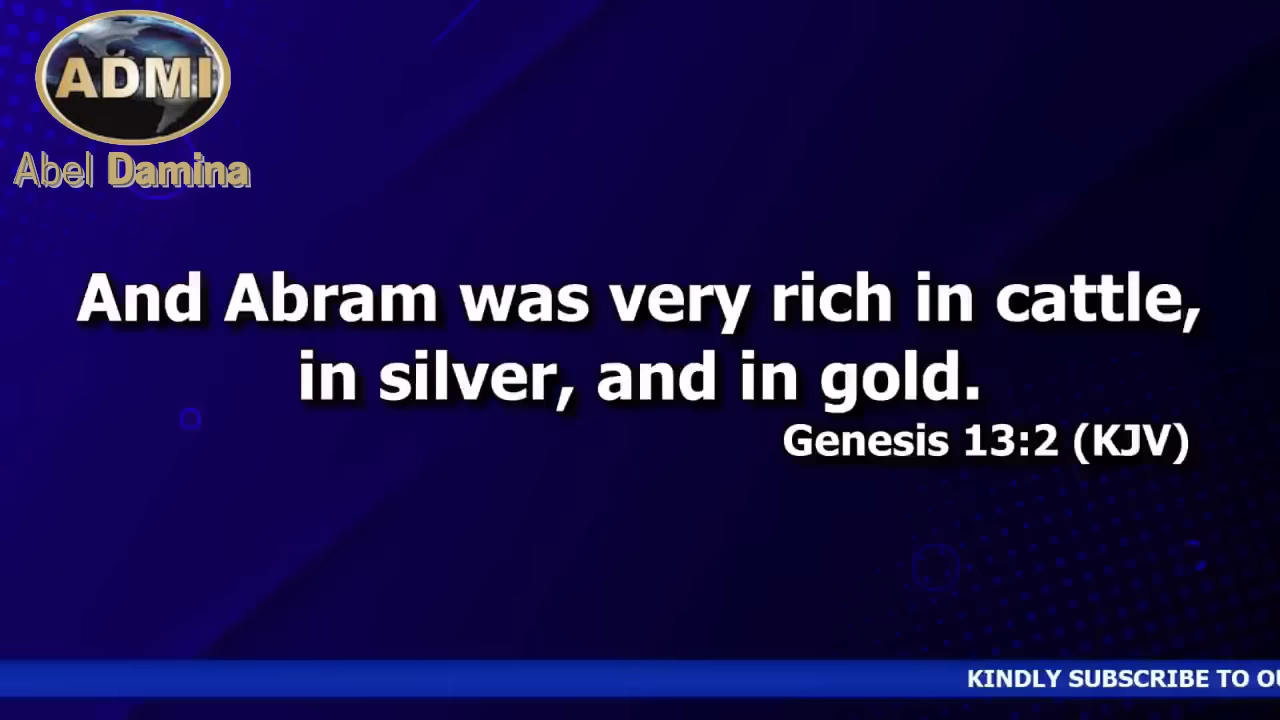 ADMI
Abel Damina
And Abram was very rich in cattle,
in silver, and in gold.
Genesis 13:2 (KJV)
KINDLY SUBSCRIBE TO